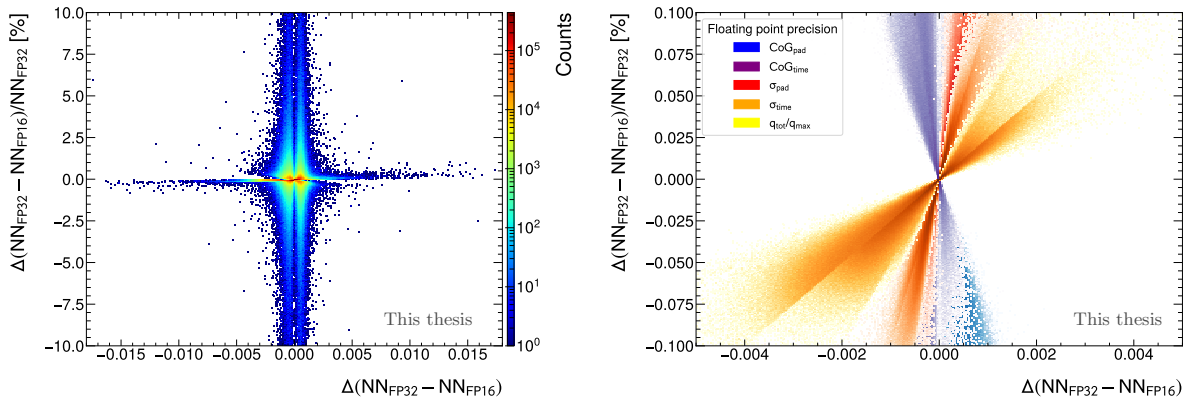 Δ(NN_FP32 − NN_FP16)/NN_FP32 [%]
10.0
7.5
5.0
2.5
0.0
−2.5
−5.0
−7.5
−10.0
−0.015
−0.010
−0.005
0.000
0.005
0.010
0.015
Δ(NN_FP32 − NN_FP16)
This thesis
Counts
10^5
10^4
10^3
10^2
10^1
10^0
Δ(NN_FP32 − NN_FP16)/NN_FP32 [%]
0.100
0.075
0.050
0.025
0.000
−0.025
−0.050
−0.075
−0.100
Floating point precision
CoG_pad
CoG_time
σ_pad
σ_time
q_tot/q_max
This thesis
−0.004
−0.002
0.000
0.002
0.004
Δ(NN_FP32 − NN_FP16)